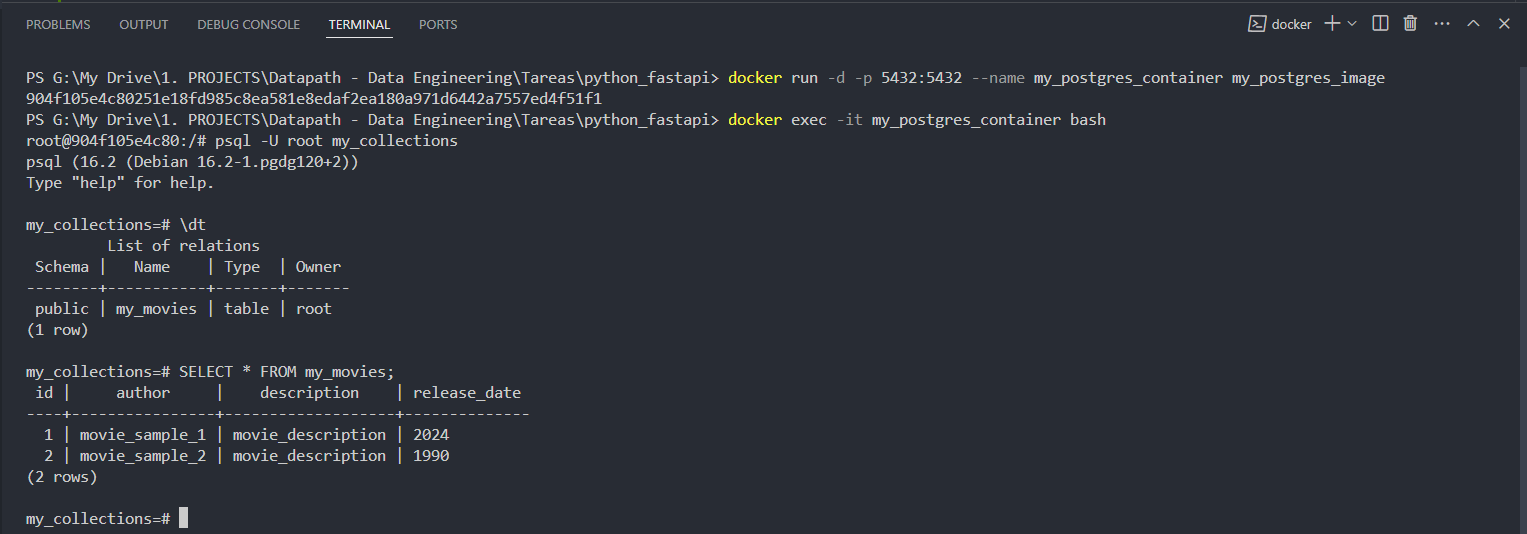 PROBLEMS OUTPUT DEBUG CONSOLE TERMINAL PORTS docker
PS G:\My Drive\1. PROJECTS\Datapath - Data Engineering\Tareas\python_fastapi> docker run -d -p 5432:5432 --name my_postgres_container my_postgres_image
904f105e4c80251e18fd985c8ea581e8edaf2ea180a971d6442a7557ed4f51f1
PS G:\My Drive\1. PROJECTS\Datapath - Data Engineering\Tareas\python_fastapi> docker exec -it my_postgres_container bash
root@904f105e4c80:/# psql -U root my_collections
psql (16.2 (Debian 16.2-1.pgdg120+2))
Type "help" for help.
my_collections=# \dt
         List of relations
 Schema |   Name    | Type  | Owner
--------+-----------+-------+-------
 public | my_movies | table | root
(1 row)
my_collections=# SELECT * FROM my_movies;
 id |     author     |    description    | release_date
----+----------------+-------------------+--------------
  1 | movie_sample_1 | movie_description | 2024
  2 | movie_sample_2 | movie_description | 1990
(2 rows)
my_collections=#